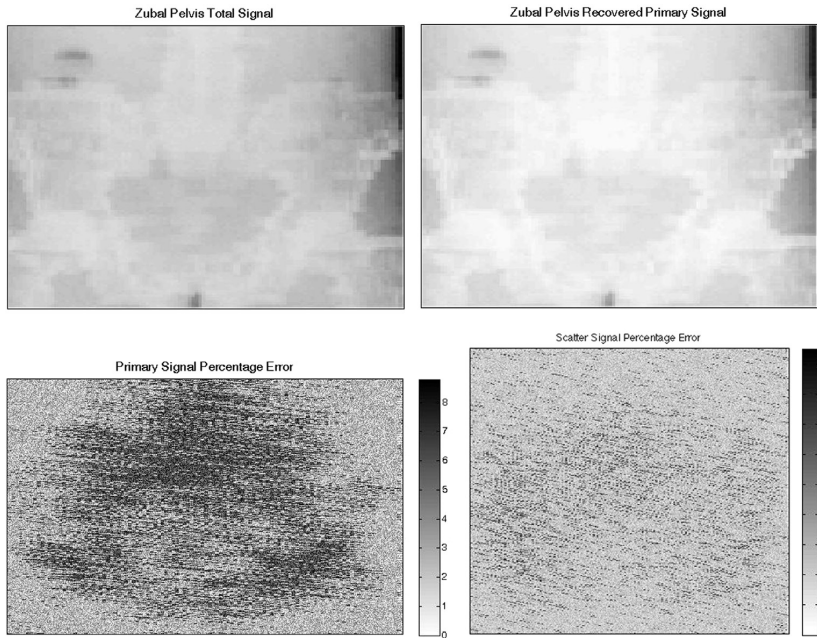 Zubal Pelvis Total Signal
Zubal Pelvis Recovered Primary Signal
Primary Signal Percentage Error
8
7
6
5
4
3
2
1
0
Scatter Signal Percentage Error